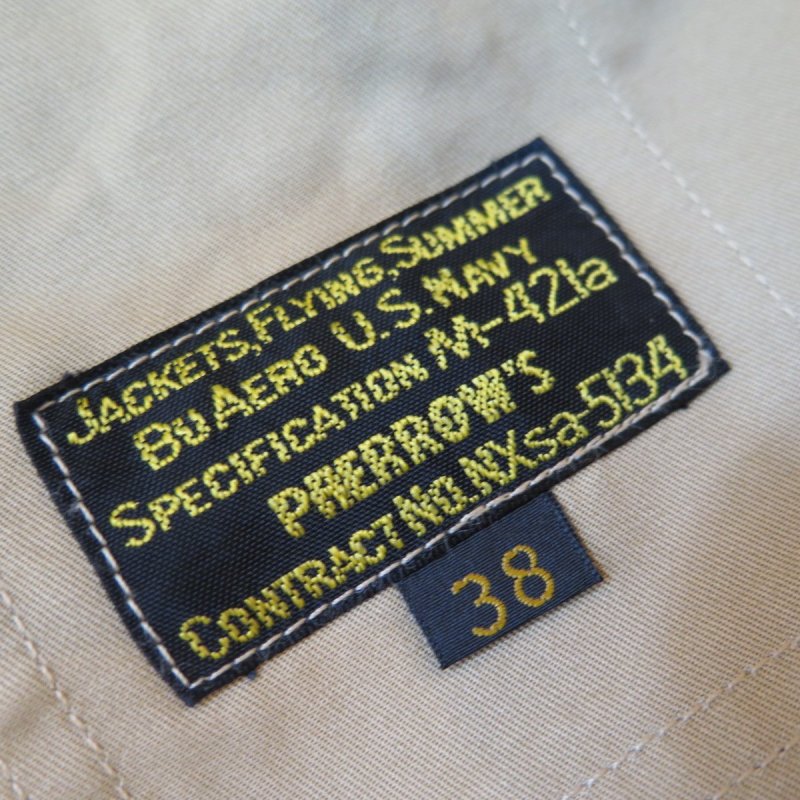 Jackets,Flying,Summer
Bu Aero U.S.Navy
Specification M-421a
PHERROW'S
Contract No.NXsa-5134
38